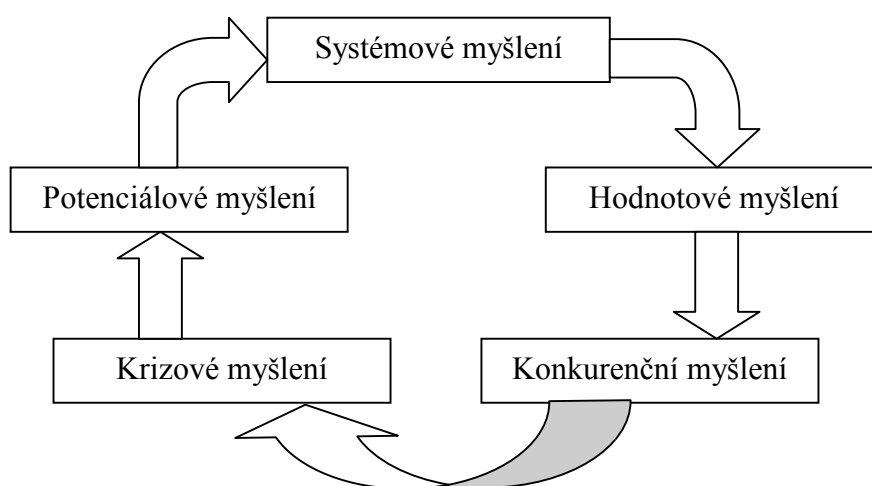 Systémové myšlení
Potenciálové myšlení
Hodnotové myšlení
Krizové myšlení
Konkurenční myšlení